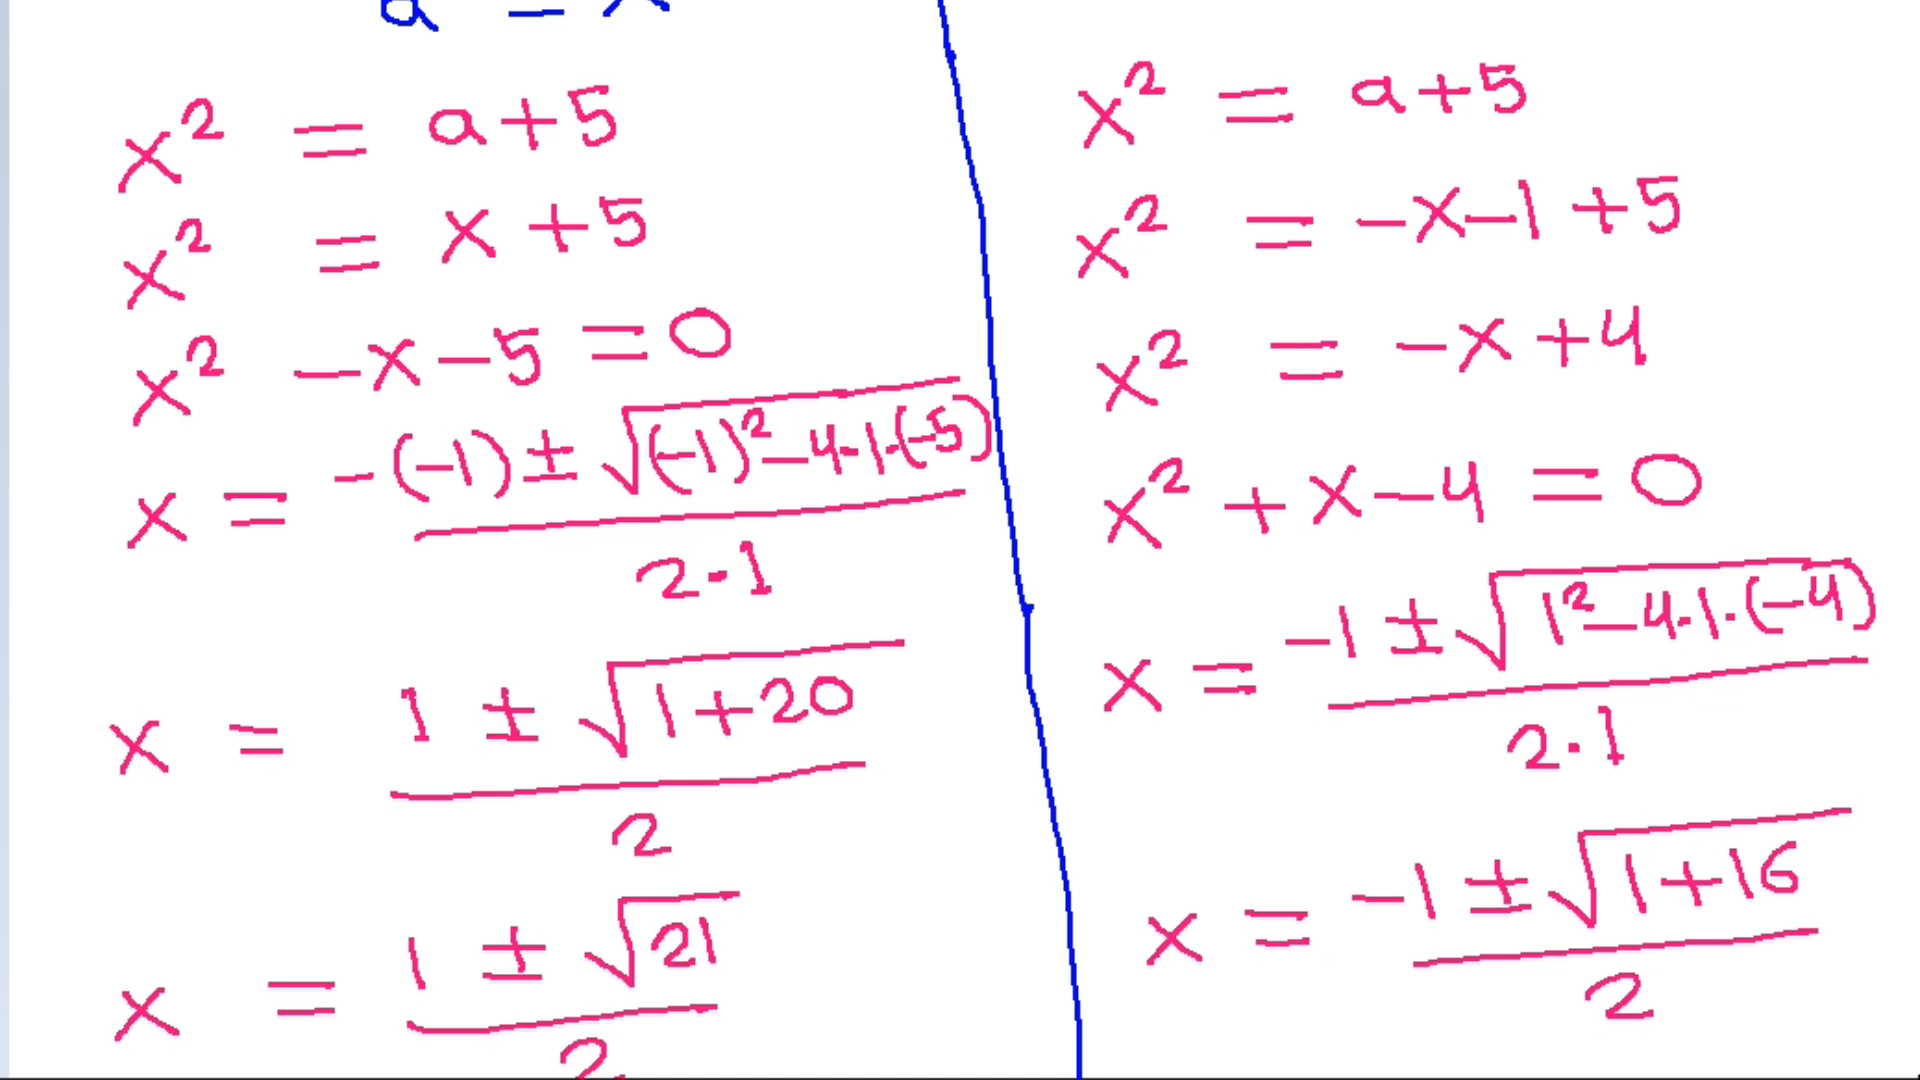 a = x
x² = a+5
x² = x+5
x² -x-5=0
x = -(-1)±√(-1)²-4·1·(-5)
2·1
x = 1 ± √1+20
2
x = 1 ± √21
2
x² = a+5
x² = -x-1+5
x² = -x+4
x² +x-4 = 0
x = -1±√1²-4·1·(-4)
2·1
x = -1±√1+16
2